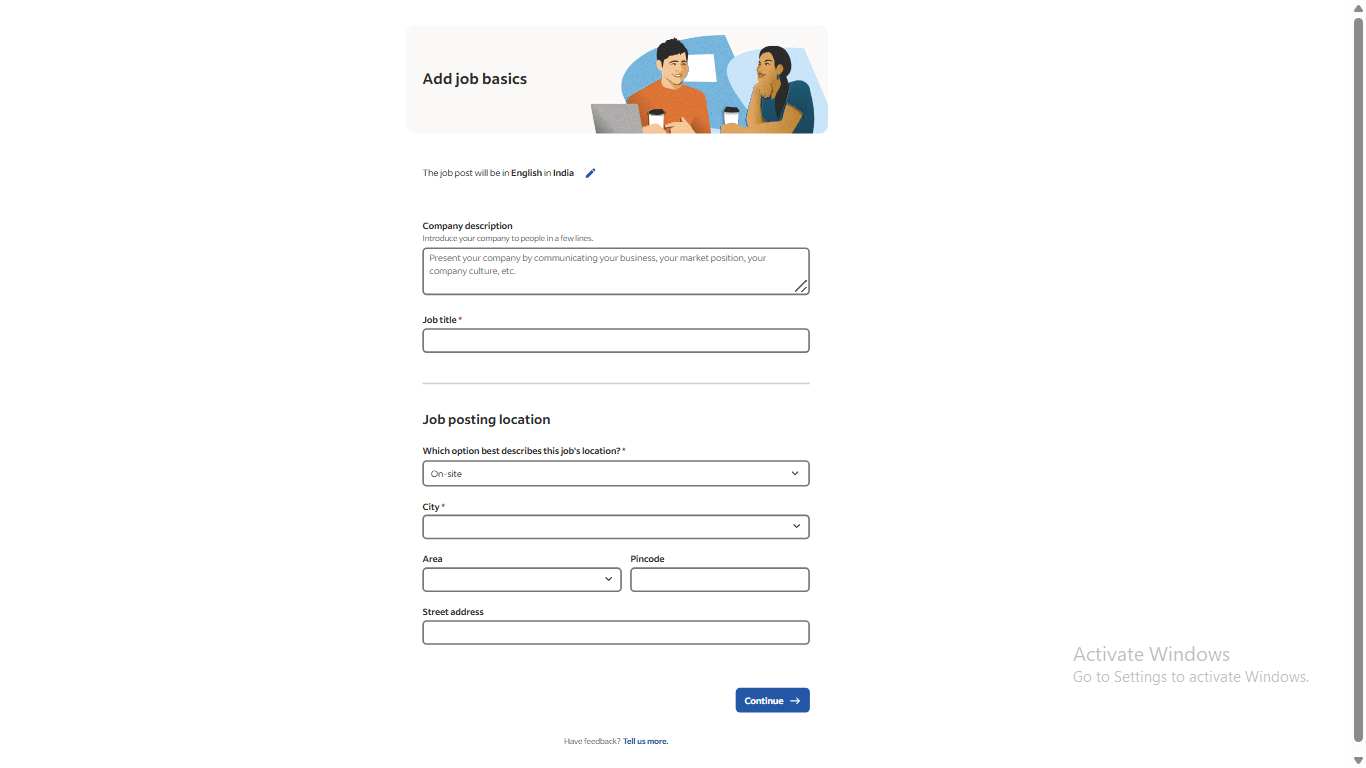 Add job basics
The job post will be in English in India
Company description
Introduce your company to people in a few lines.
Present your company by communicating your business, your market position, your
company culture, etc.
Job title *
Job posting location
Which option best describes this job's location? *
On-site
City *
Area
Pincode
Street address
Activate Windows
Go to Settings to activate Windows.
Continue
Have feedback? Tell us more.